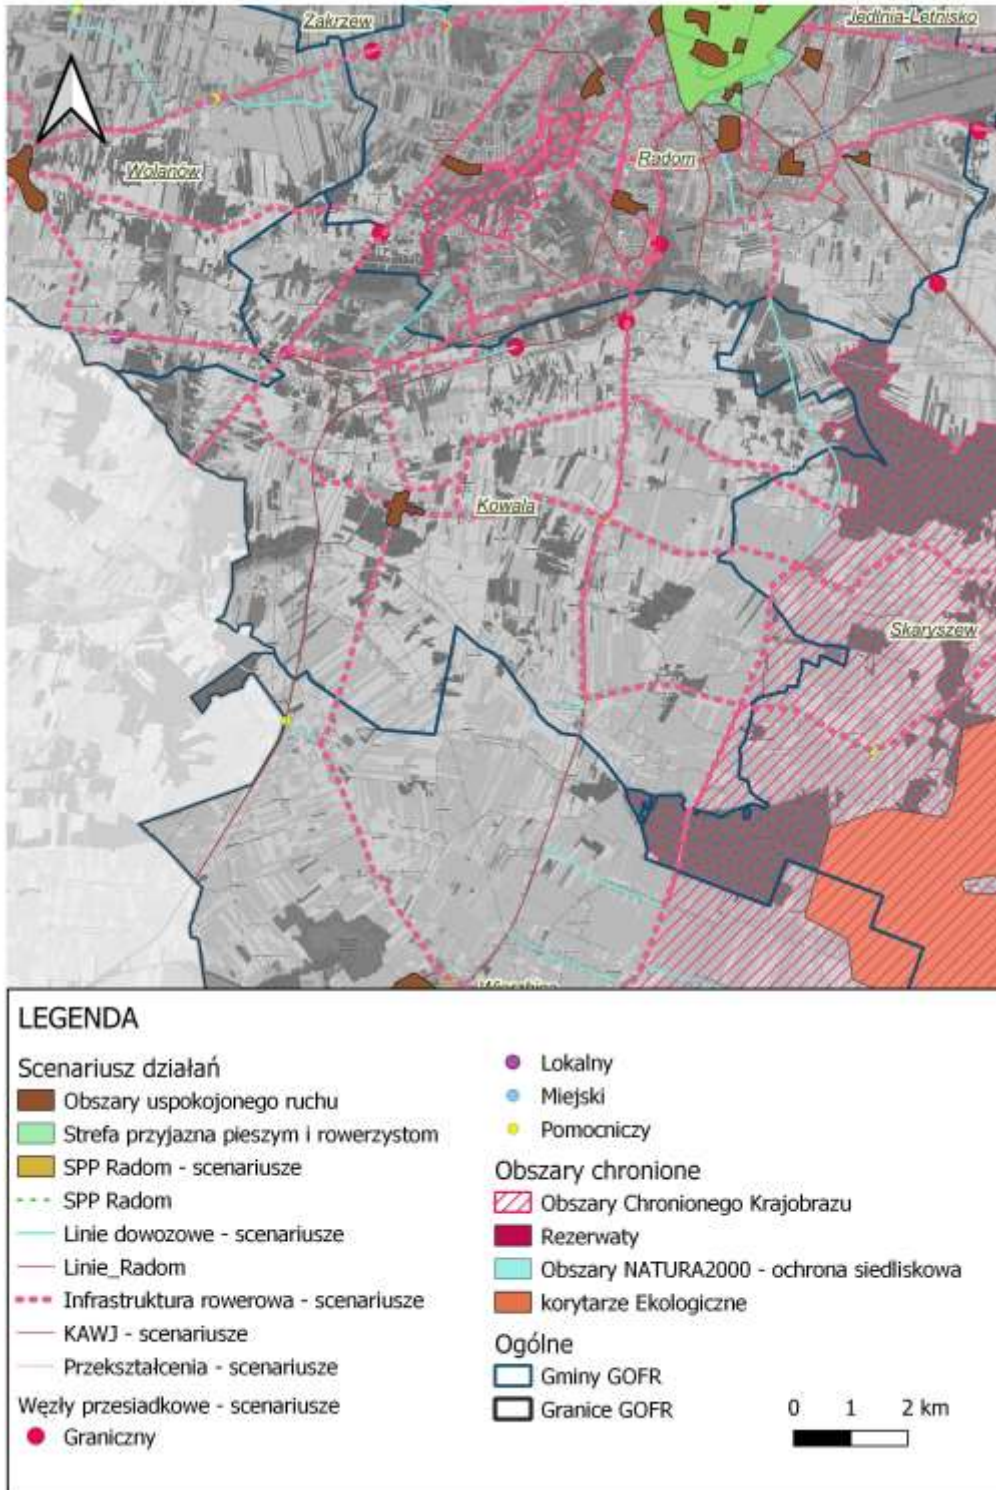 Zakrzew
Jedlnia-Letnisko
Wolanów
Radom
Kowala
Skaryszew
LEGENDA
Scenariusz działań
Obszary uspokojonego ruchu
Strefa przyjazna pieszym i rowerzystom
SPP Radom - scenariusze
SPP Radom
Linie dowozowe - scenariusze
Linie_Radom
Infrastruktura rowerowa - scenariusze
KAWJ - scenariusze
Przekształcenia - scenariusze
Węzły przesiadkowe - scenariusze
Graniczny
Lokalny
Miejski
Pomocniczy
Obszary chronione
Obszary Chronionego Krajobrazu
Rezerwaty
Obszary NATURA2000 - ochrona siedliskowa
korytarze Ekologiczne
Ogólne
Gminy GOFR
Granice GOFR
0 1 2 km